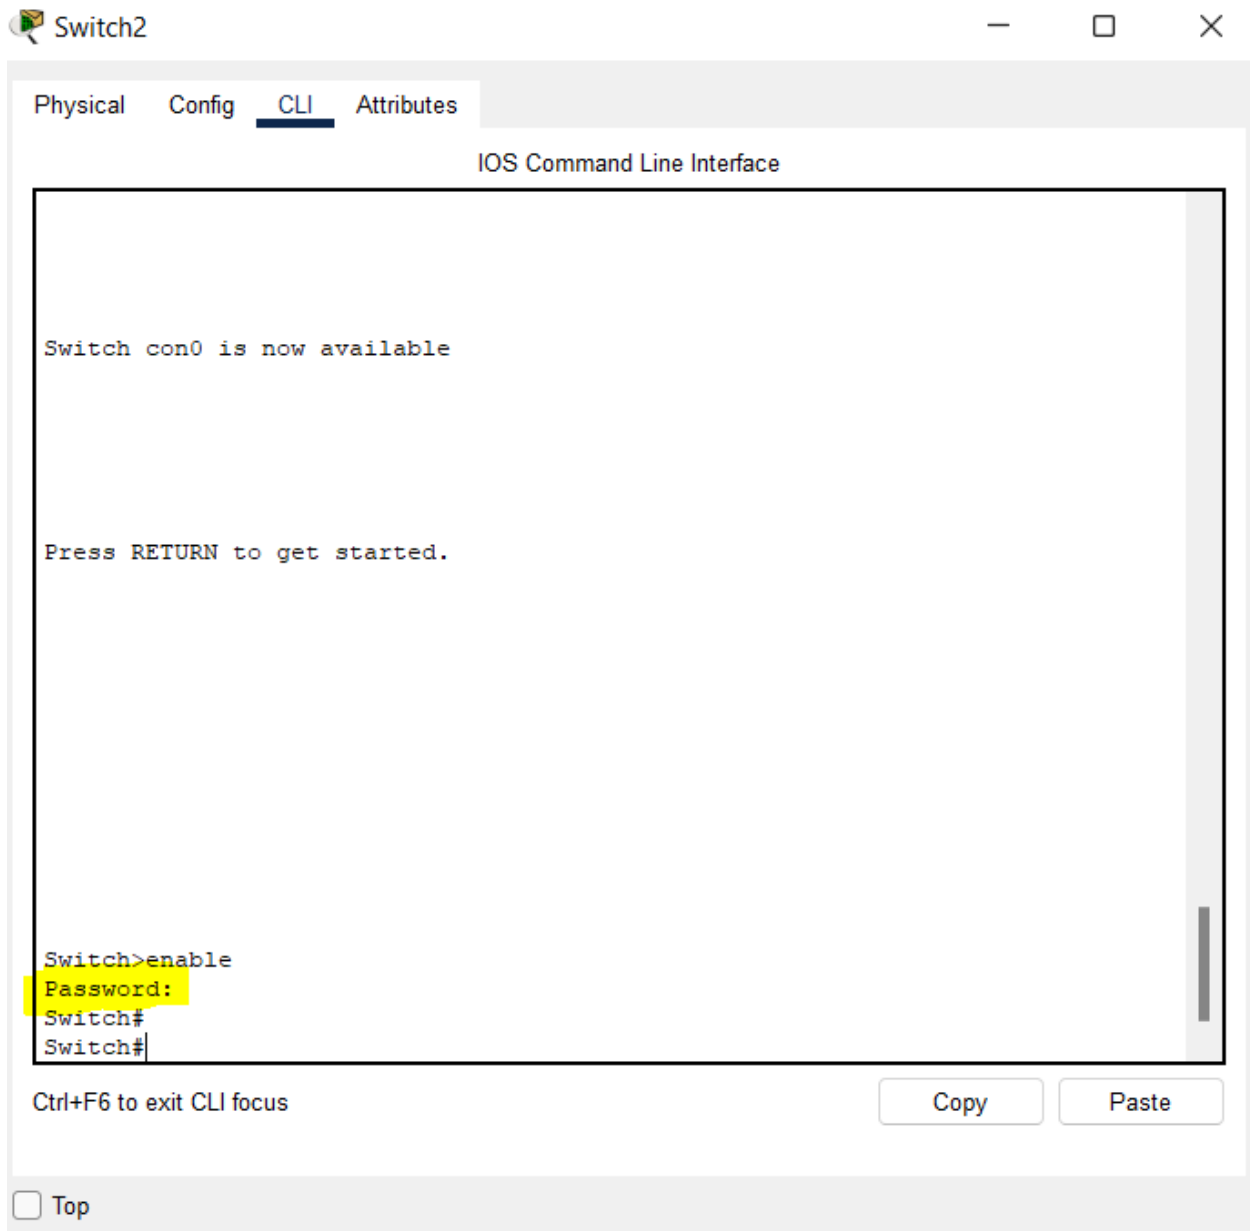 Switch2
Physical Config CLI Attributes
IOS Command Line Interface
Switch con0 is now available
Press RETURN to get started.
Switch>enable
Password:
Switch#
Switch#
Ctrl+F6 to exit CLI focus
Copy Paste
Top